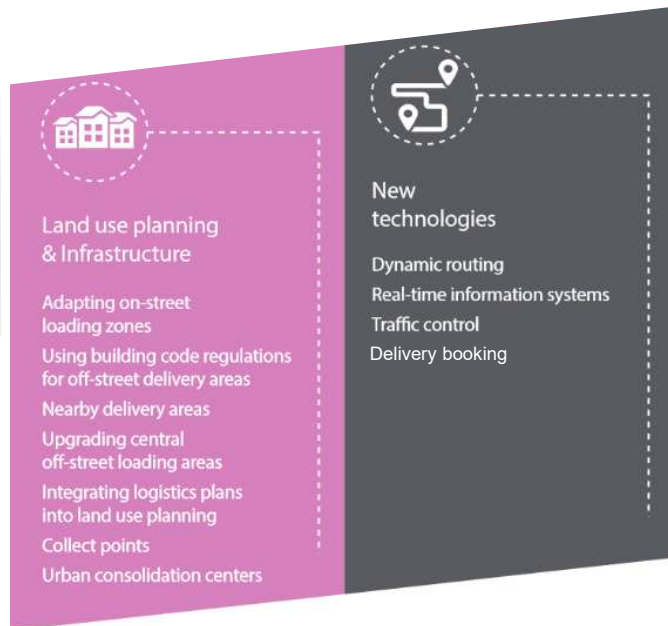 Land use planning
& Infrastructure
Adapting on-street
loading zones
Using building code regulations
for off-street delivery areas
Nearby delivery areas
Upgrading central
off-street loading areas
Integrating logistics plans
into land use planning
Collect points
Urban consolidation centers
New
technologies
Dynamic routing
Real-time information systems
Traffic control
Delivery booking